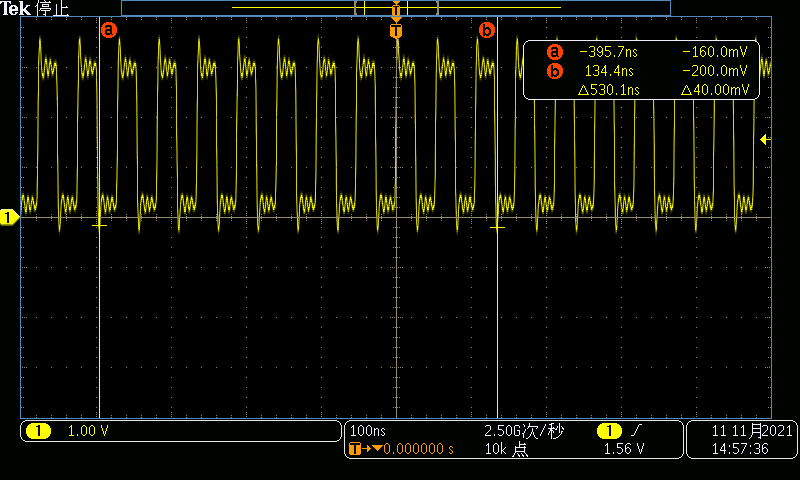 Tek 停止
T
a
b
T
a −395.7ns −160.0mV
b 134.4ns −200.0mV
△530.1ns △40.00mV
1
1 1.00 V
100ns 2.50G次/秒 1
T→▼0.000000 s 10k 点 1.56 V
11 11月2021
14:57:36